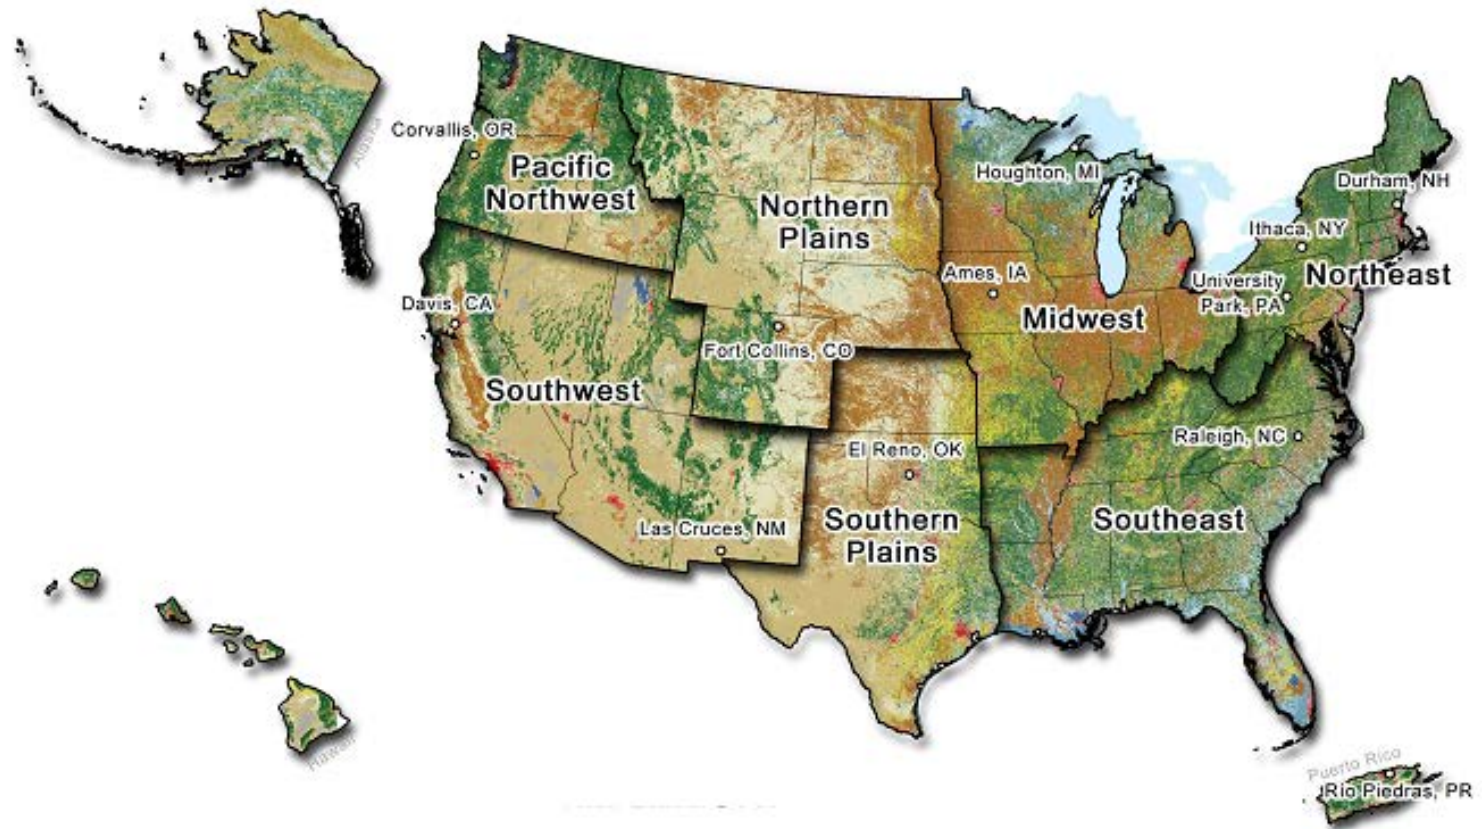 Alaska
Corvallis, OR
Pacific
Northwest
Northern
Plains
Houghton, MI
Durham, NH
Ithaca, NY
Northeast
University
Park, PA
Ames, IA
Midwest
Davis, CA
Fort Collins, CO
Southwest
El Reno, OK
Raleigh, NC
Southern
Plains
Southeast
Las Cruces, NM
Hawaii
Puerto Rico
Rio Piedras, PR